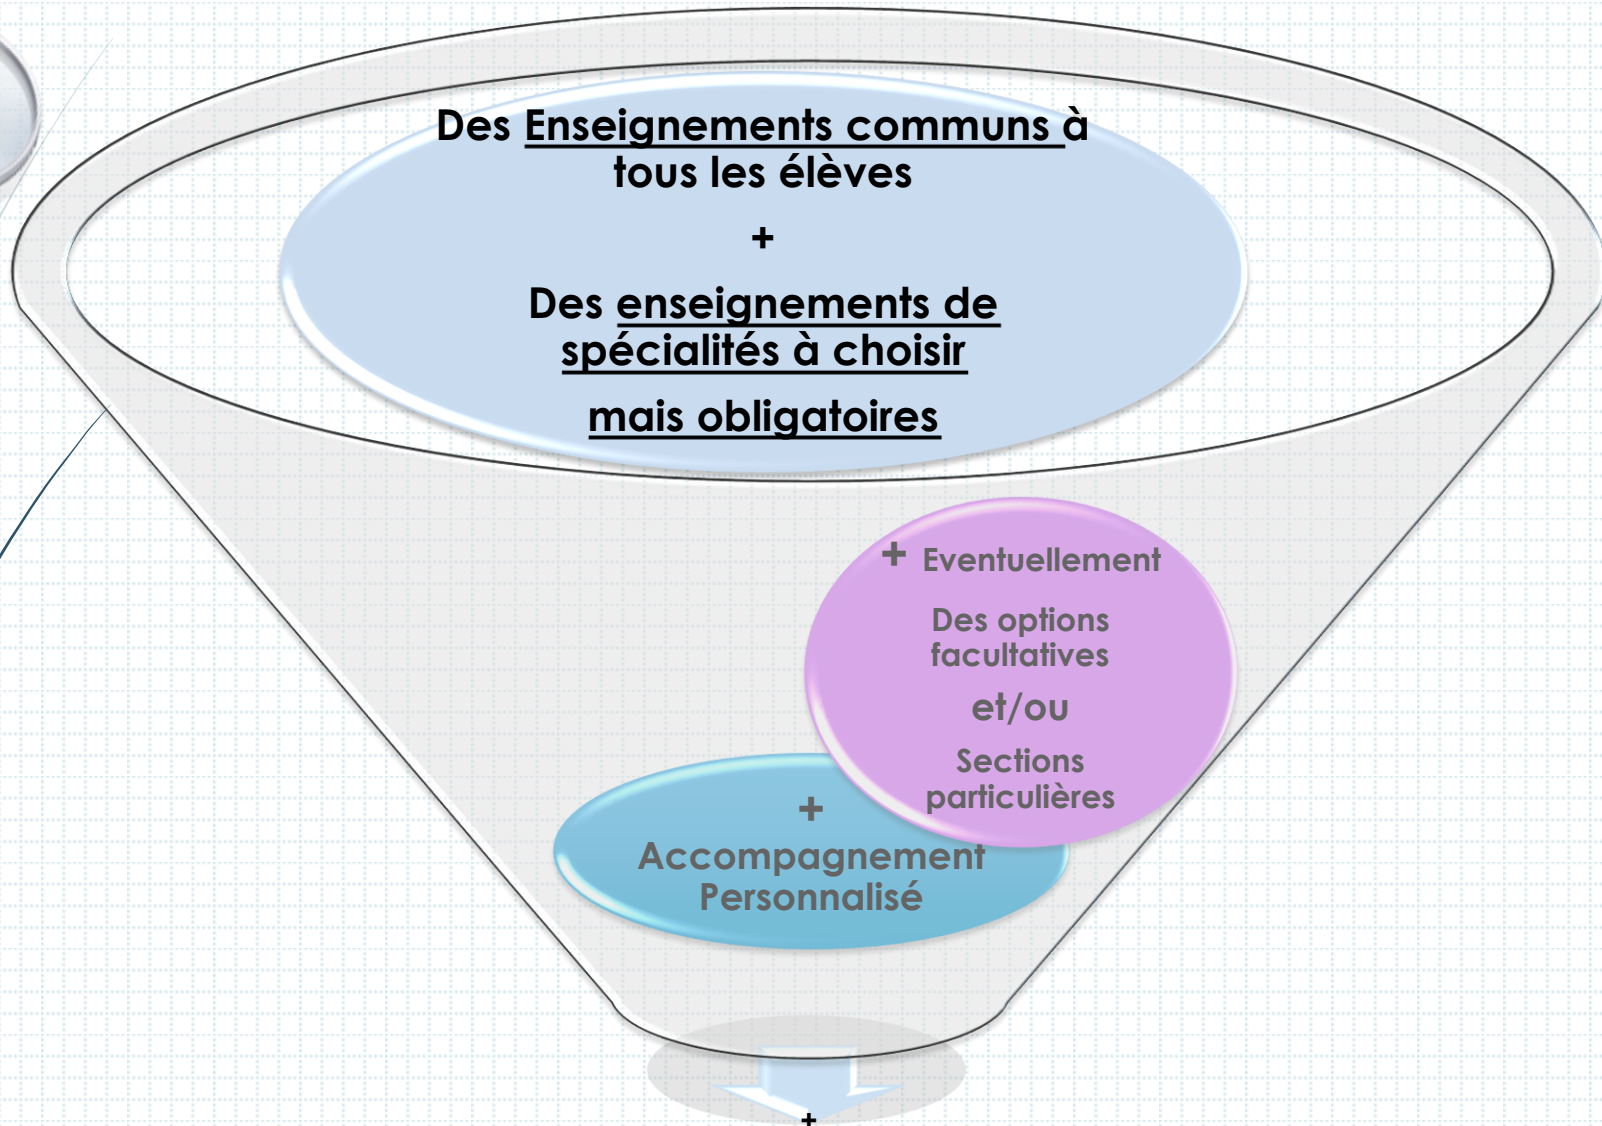 Des Enseignements communs à
tous les élèves
+
Des enseignements de
spécialités à choisir
mais obligatoires
+ Eventuellement
Des options
facultatives
et/ou
Sections
particulières
+
Accompagnement
Personnalisé
+